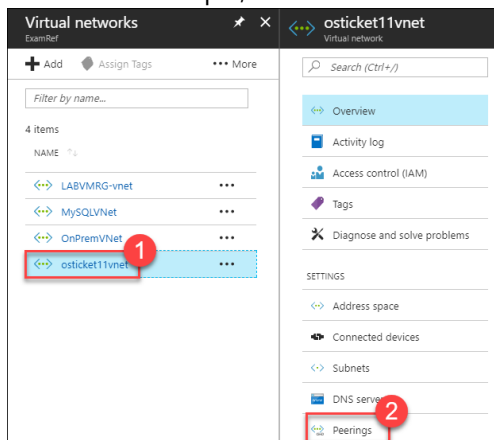 Virtual networks
ExamRef
Add
Assign Tags
More
Filter by name...
4 items
NAME
LABVMRG-vnet
MySQLVNet
OnPremVNet
1
osticket11vnet
osticket11vnet
Virtual network
Search (Ctrl+/)
Overview
Activity log
Access control (IAM)
Tags
Diagnose and solve problems
SETTINGS
Address space
Connected devices
Subnets
DNS
2
Peerings